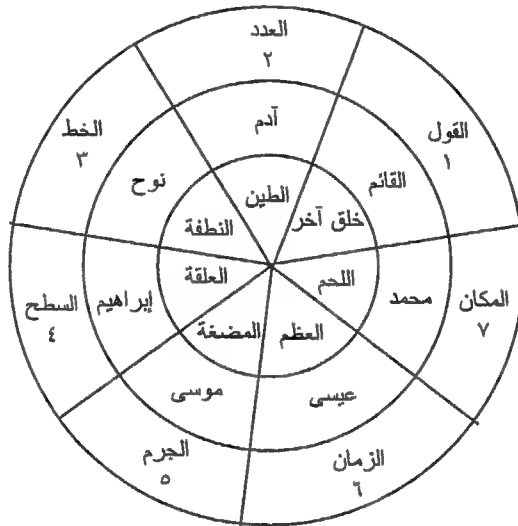 العدد
٢
القول
١
المكان
٧
الزمان
٦
الجرم
٥
السطح
٤
الخط
٣
آدم
القائم
محمد
عيسى
موسى
إبراهيم
نوح
الطين
خلق آخر
اللحم
العظم
المضغة
العلقة
النطفة